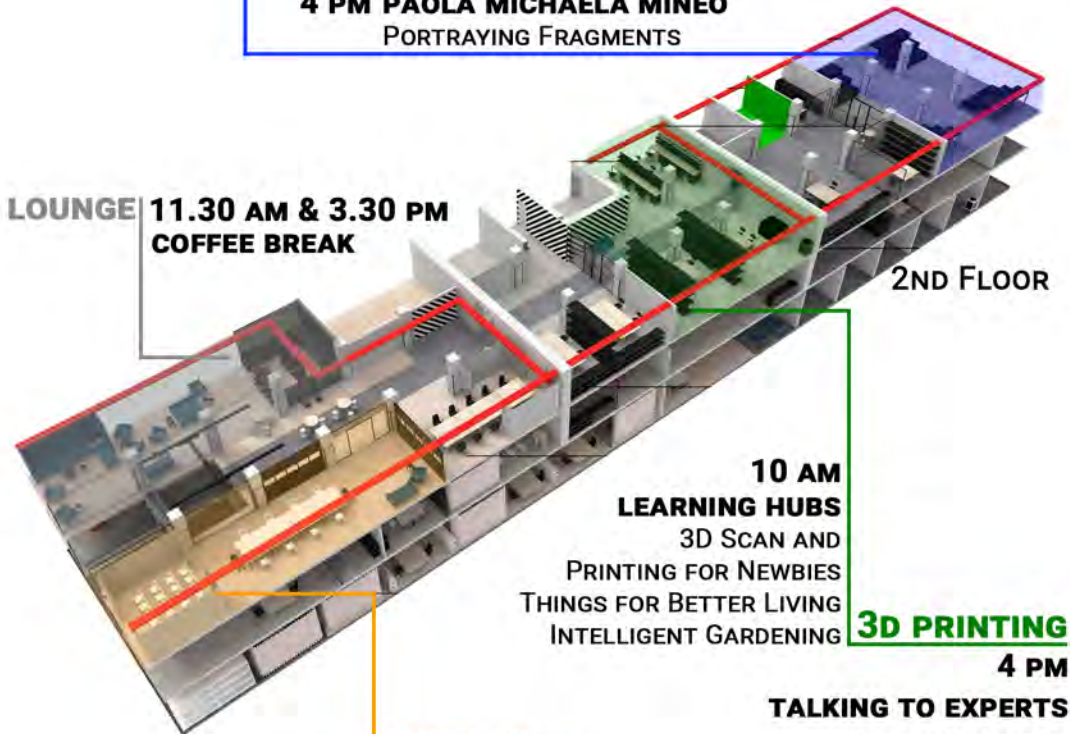 4 PM PAOLA MICHAELA MINEO
PORTRAYING FRAGMENTS
LOUNGE
11.30 AM & 3.30 PM
COFFEE BREAK
2ND FLOOR
10 AM
LEARNING HUBS
3D SCAN AND
PRINTING FOR NEWBIES
THINGS FOR BETTER LIVING
INTELLIGENT GARDENING
3D PRINTING
4 PM
TALKING TO EXPERTS